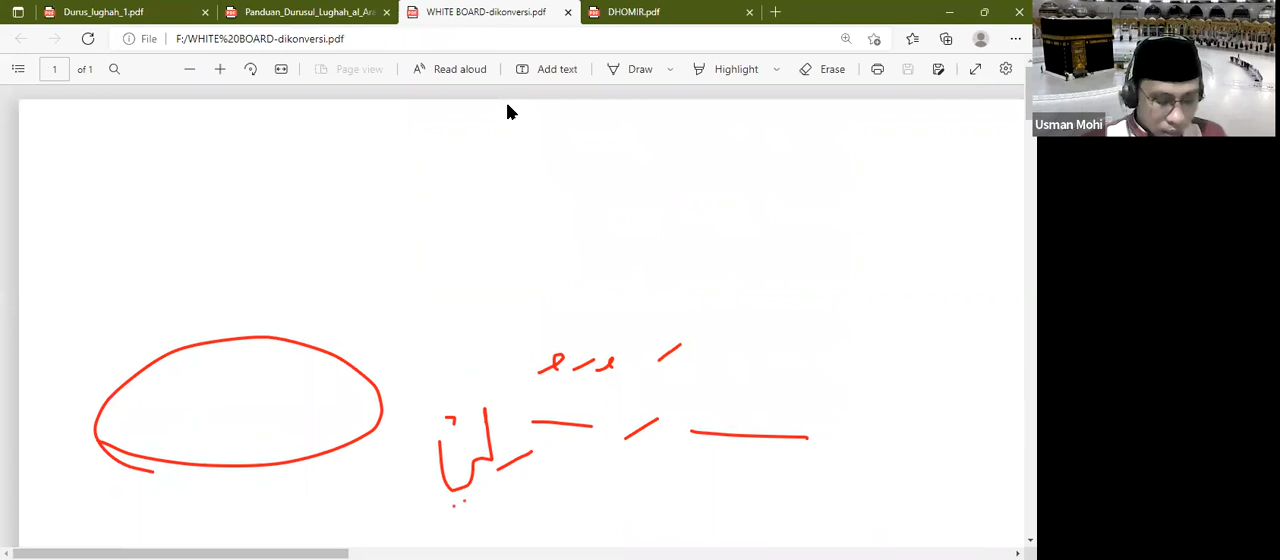 Durus_lughah_1.pdf
Panduan_Durusul_Lughah_al_Ara
WHITE BOARD-dikonversi.pdf
DHOMIR.pdf
File F:/WHITE%20BOARD-dikonversi.pdf
1 of 1 Page view Read aloud Add text Draw Highlight Erase
Usman Mohi